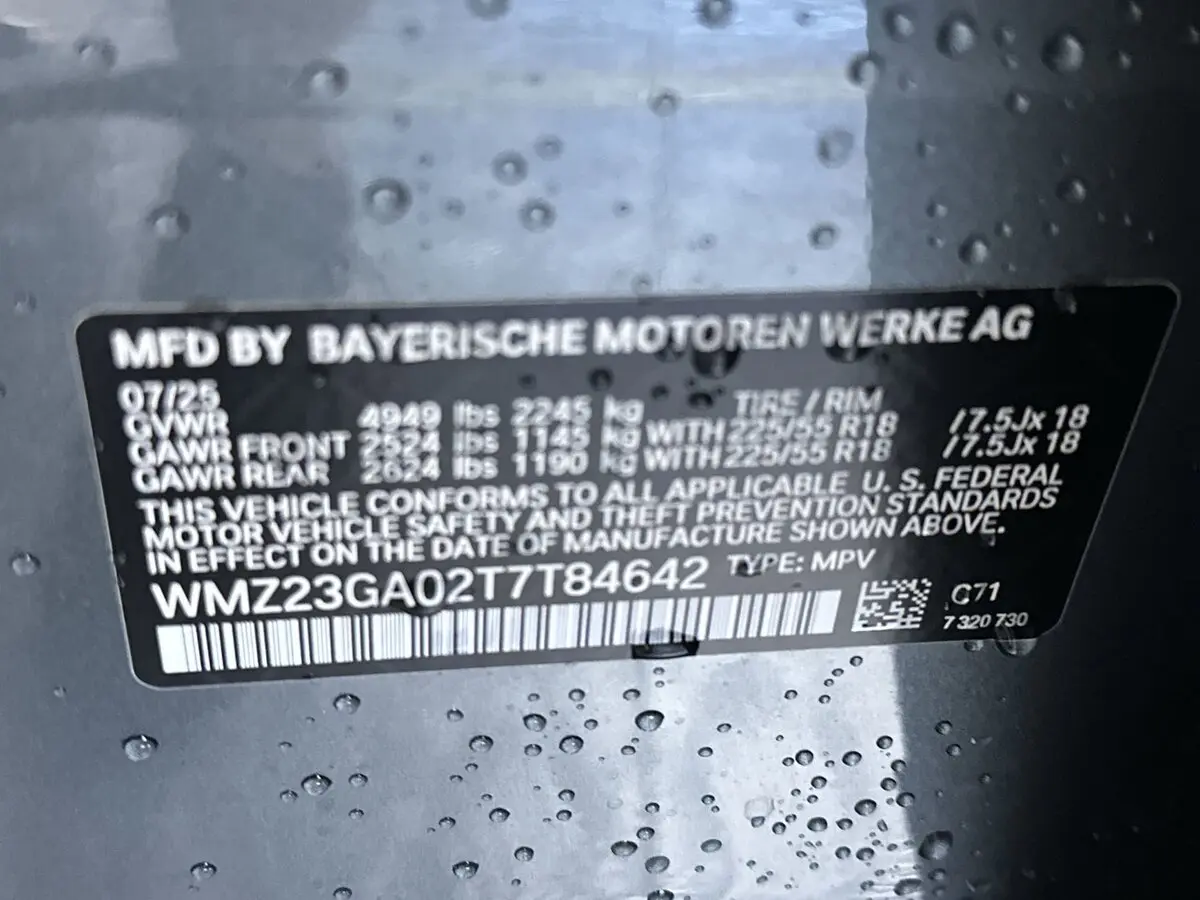 MFD BY BAYERISCHE MOTOREN WERKE AG
07/25
GVWR 4949 lbs 2245 kg TIRE / RIM
GAWR FRONT 2524 lbs 1145 kg WITH 225/55 R18 /7.5Jx 18
GAWR REAR 2624 lbs 1190 kg WITH 225/55 R18 /7.5Jx 18
THIS VEHICLE CONFORMS TO ALL APPLICABLE U. S. FEDERAL
MOTOR VEHICLE SAFETY AND THEFT PREVENTION STANDARDS
IN EFFECT ON THE DATE OF MANUFACTURE SHOWN ABOVE.
WMZ23GA02T7T84642 TYPE: MPV
C71
7 320 730